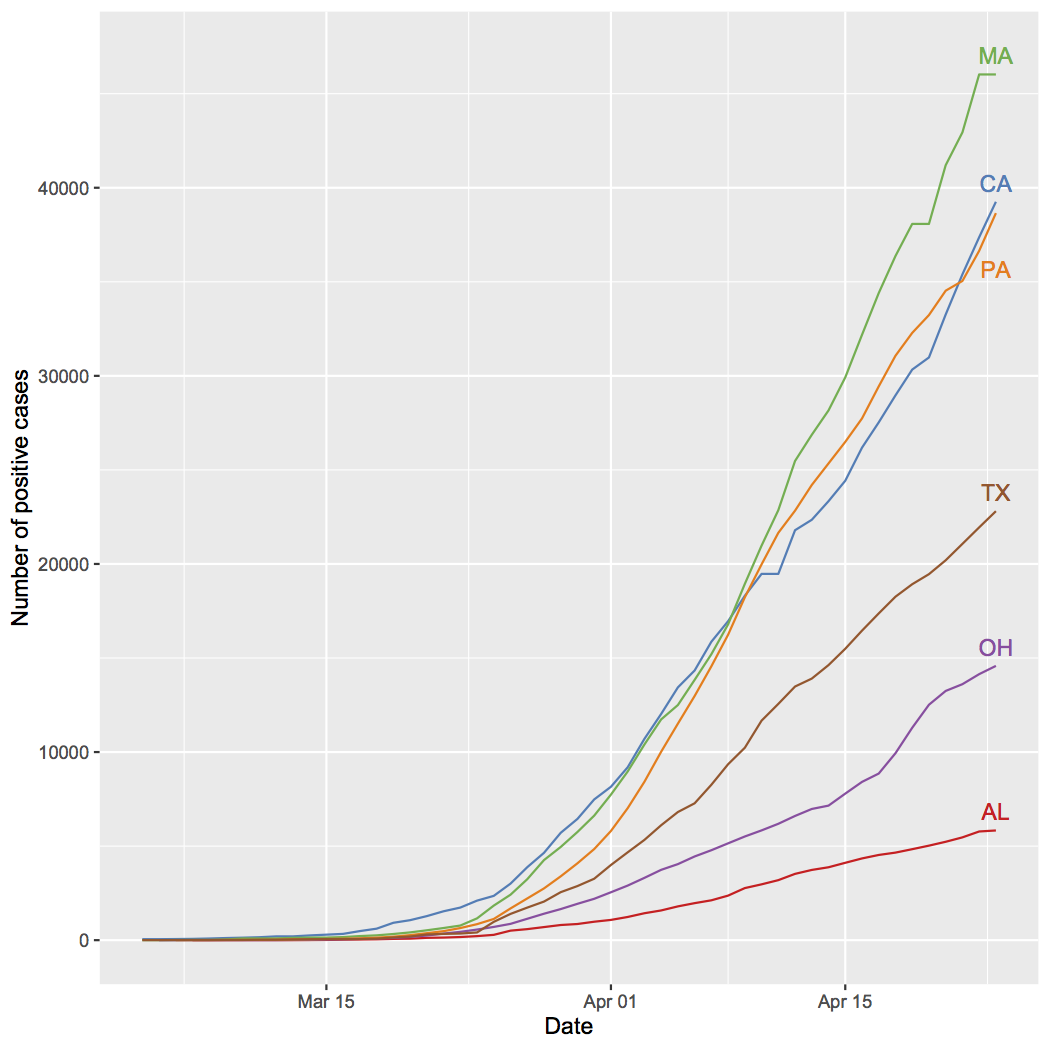 MA
CA
PA
TX
OH
AL
40000
30000
20000
10000
0
Number of positive cases
Mar 15
Apr 01
Apr 15
Date